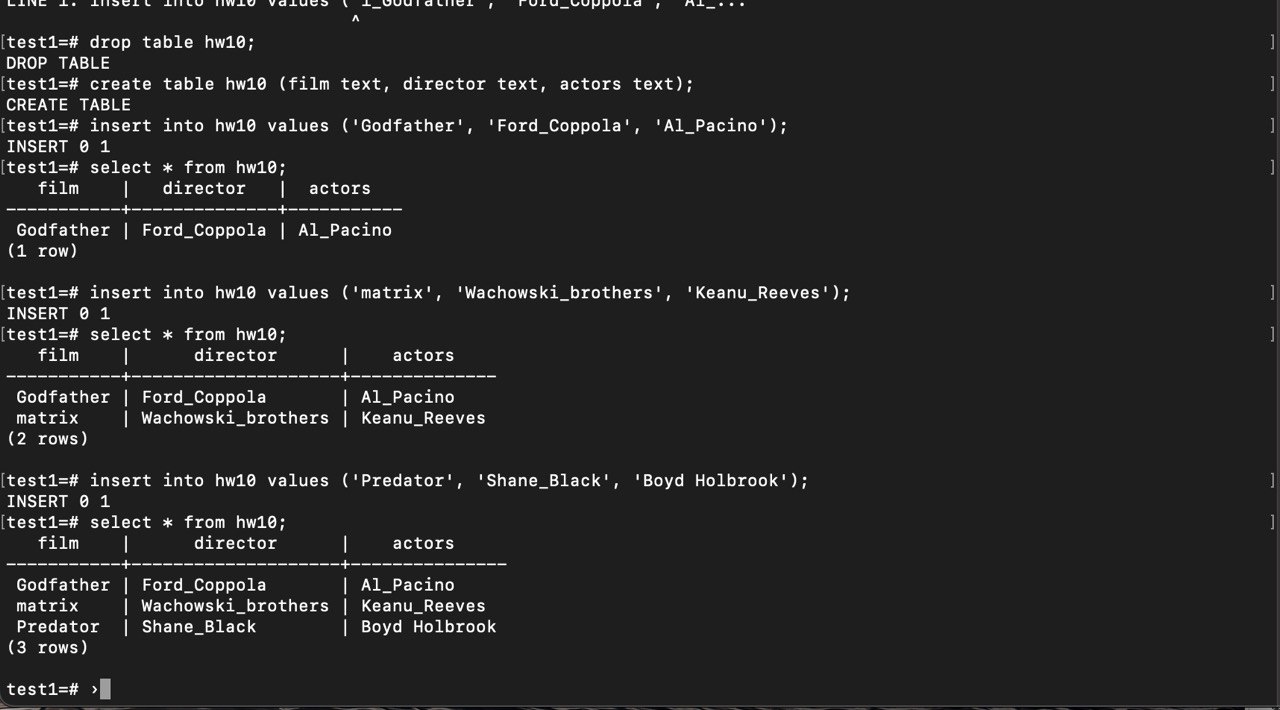 LINE 1: insert into hw10 values ('1_Godfather', 'Ford_Coppola', 'Al_...
^
[test1=# drop table hw10; ]
DROP TABLE
[test1=# create table hw10 (film text, director text, actors text); ]
CREATE TABLE
[test1=# insert into hw10 values ('Godfather', 'Ford_Coppola', 'Al_Pacino'); ]
INSERT 0 1
[test1=# select * from hw10; ]
   film    |   director   |  actors
-----------+--------------+-----------
 Godfather | Ford_Coppola | Al_Pacino
(1 row)
[test1=# insert into hw10 values ('matrix', 'Wachowski_brothers', 'Keanu_Reeves'); ]
INSERT 0 1
[test1=# select * from hw10; ]
   film    |      director      |    actors
-----------+--------------------+--------------
 Godfather | Ford_Coppola       | Al_Pacino
 matrix    | Wachowski_brothers | Keanu_Reeves
(2 rows)
[test1=# insert into hw10 values ('Predator', 'Shane_Black', 'Boyd Holbrook'); ]
INSERT 0 1
[test1=# select * from hw10; ]
   film    |      director      |    actors
-----------+--------------------+---------------
 Godfather | Ford_Coppola       | Al_Pacino
 matrix    | Wachowski_brothers | Keanu_Reeves
 Predator  | Shane_Black        | Boyd Holbrook
(3 rows)
test1=# ›